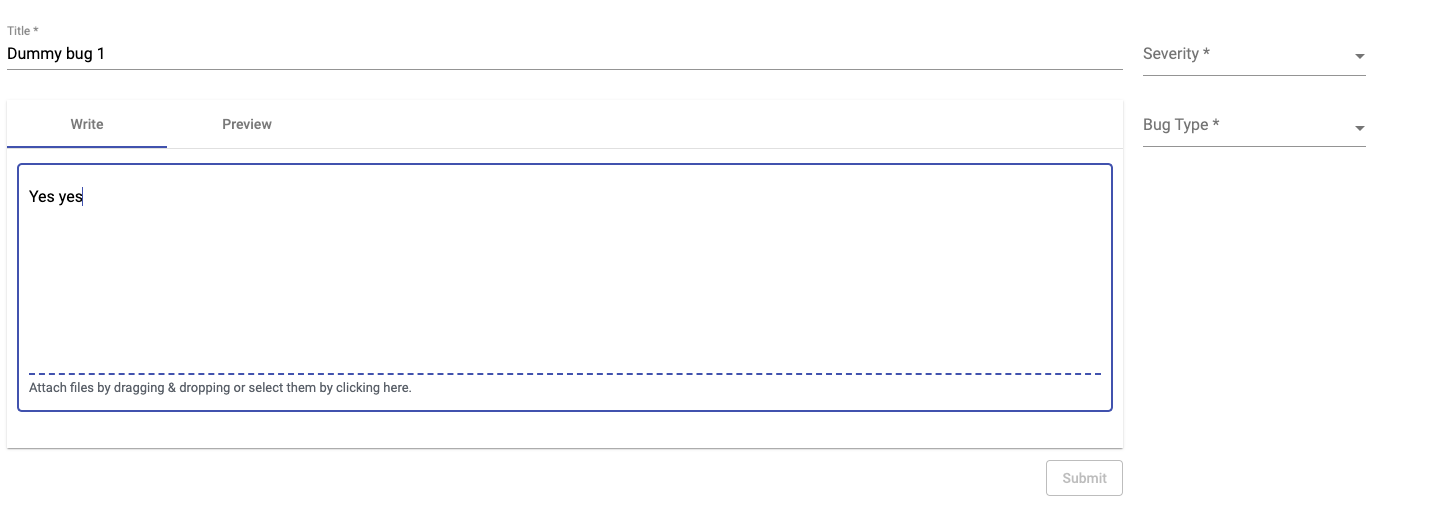 Title *
Dummy bug 1
Severity *
Write
Preview
Bug Type *
Yes yes
Attach files by dragging & dropping or select them by clicking here.
Submit